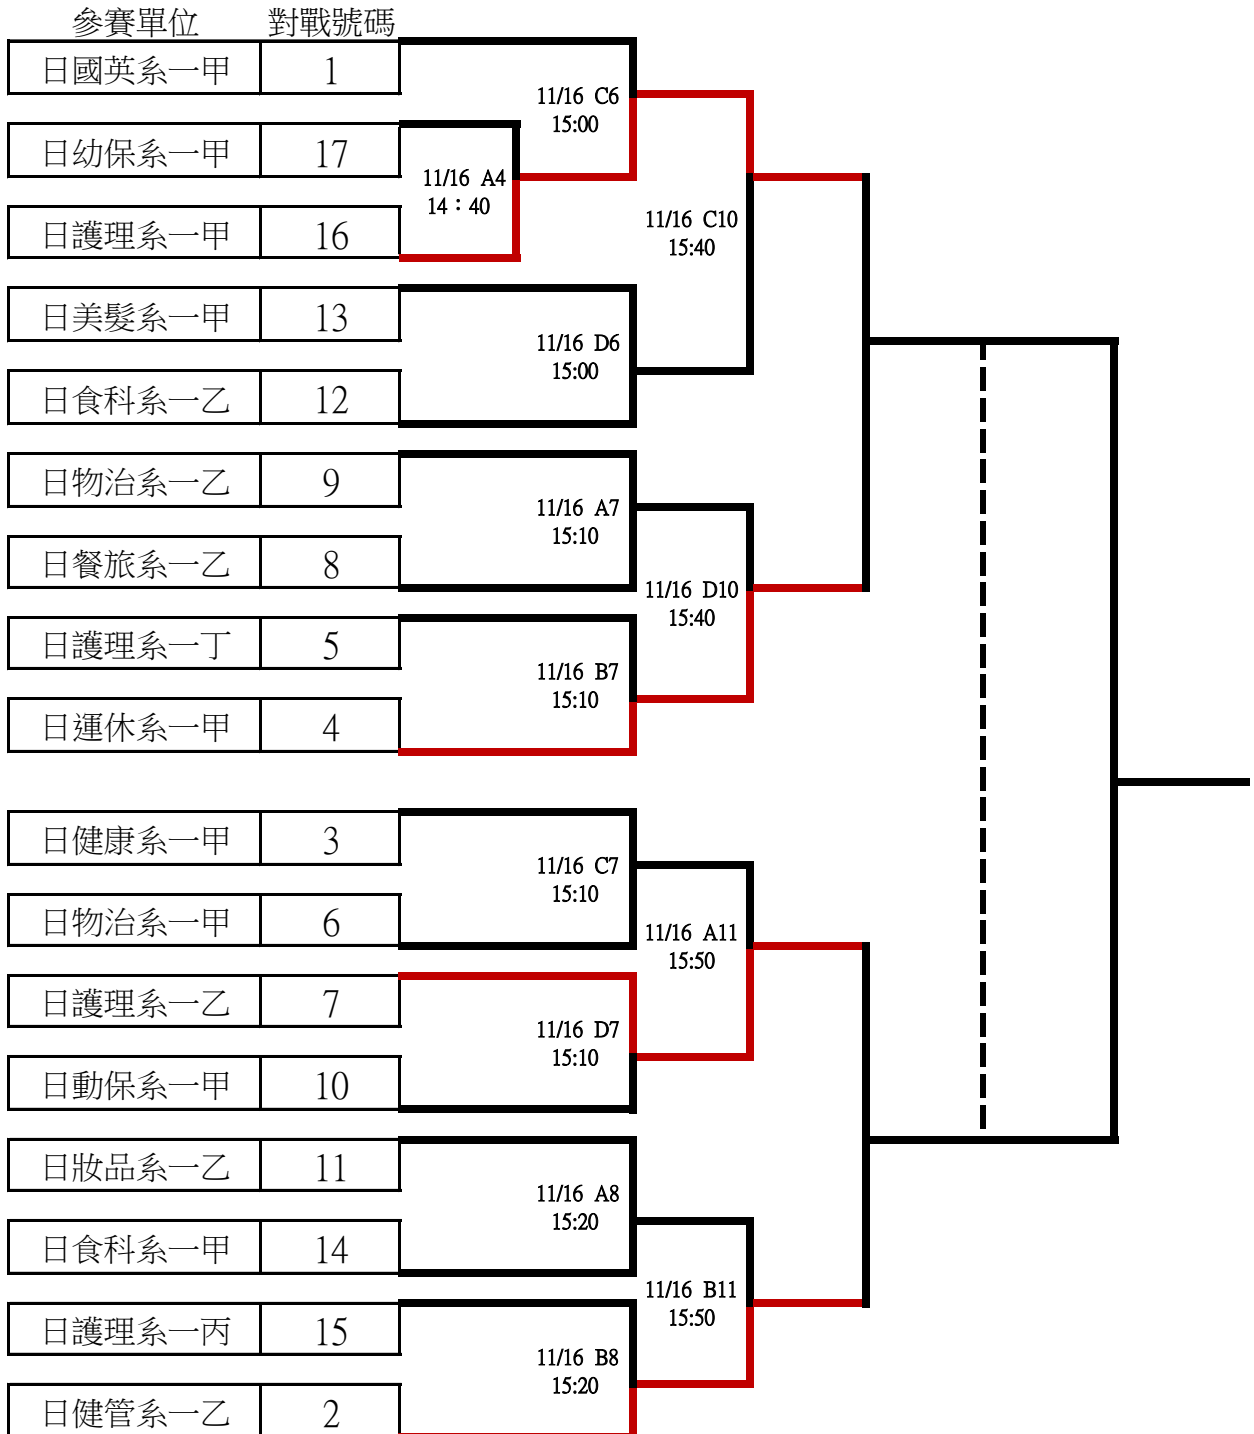 參賽單位 對戰號碼
日國英系一甲 1
11/16 C6
15:00
日幼保系一甲 17
11/16 A4
14：40
日護理系一甲 16
11/16 C10
15:40
日美髮系一甲 13
11/16 D6
15:00
日食科系一乙 12
日物治系一乙 9
11/16 A7
15:10
日餐旅系一乙 8
11/16 D10
15:40
日護理系一丁 5
11/16 B7
15:10
日運休系一甲 4
日健康系一甲 3
11/16 C7
15:10
日物治系一甲 6
11/16 A11
15:50
日護理系一乙 7
11/16 D7
15:10
日動保系一甲 10
日妝品系一乙 11
11/16 A8
15:20
日食科系一甲 14
11/16 B11
15:50
日護理系一丙 15
11/16 B8
15:20
日健管系一乙 2